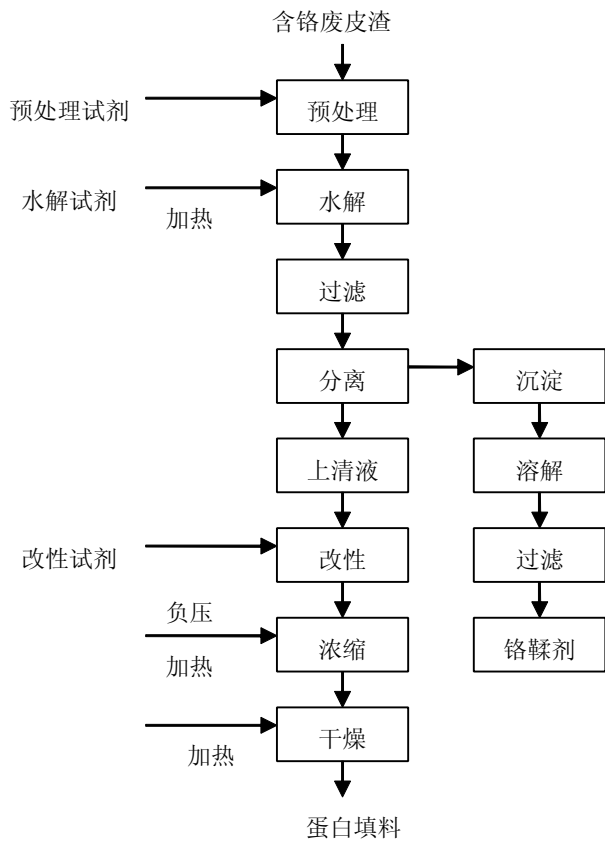 含铬废皮渣
预处理试剂
预处理
水解试剂
加热
水解
过滤
分离
沉淀
上清液
溶解
改性试剂
改性
过滤
负压
加热
浓缩
铬鞣剂
加热
干燥
蛋白填料